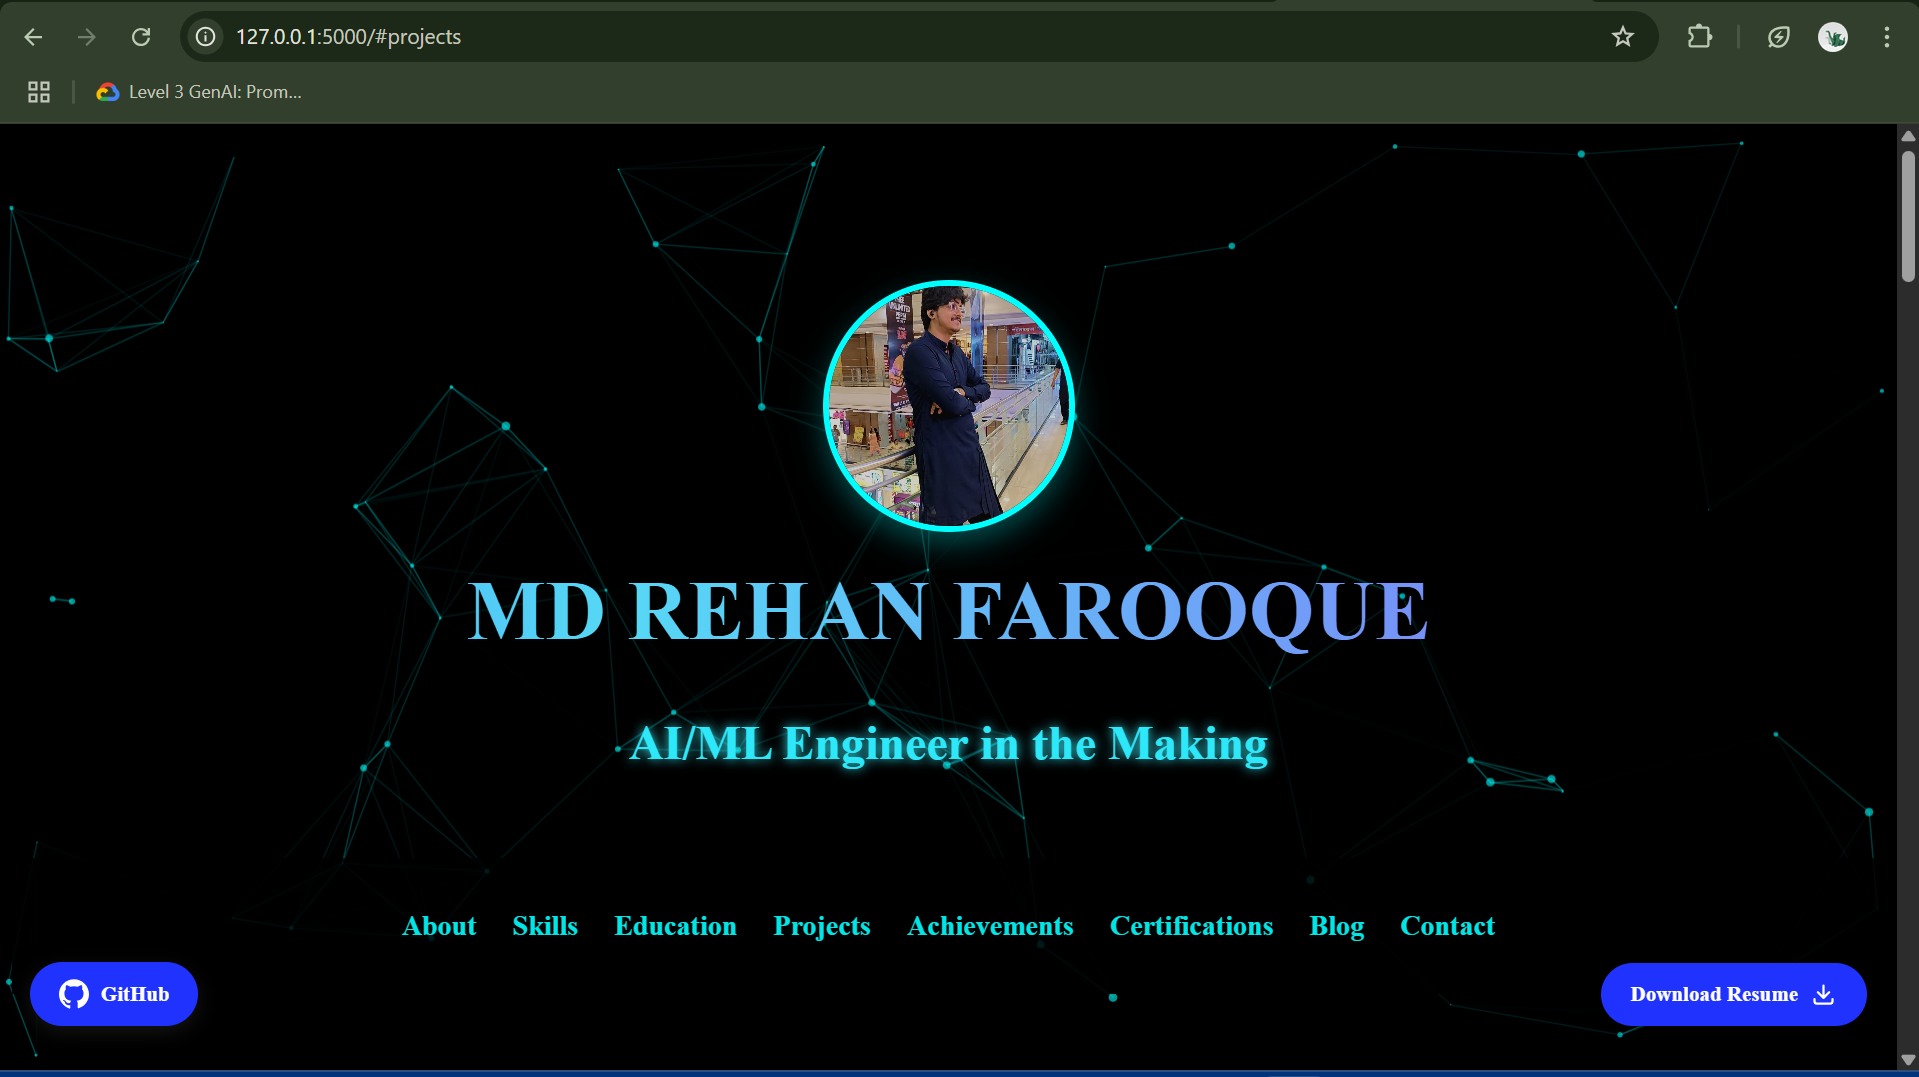 127.0.0.1:5000/#projects
Level 3 GenAI: Prom...
MD REHAN FAROOQUE
AI/ML Engineer in the Making
About Skills Education Projects Achievements Certifications Blog Contact
GitHub
Download Resume